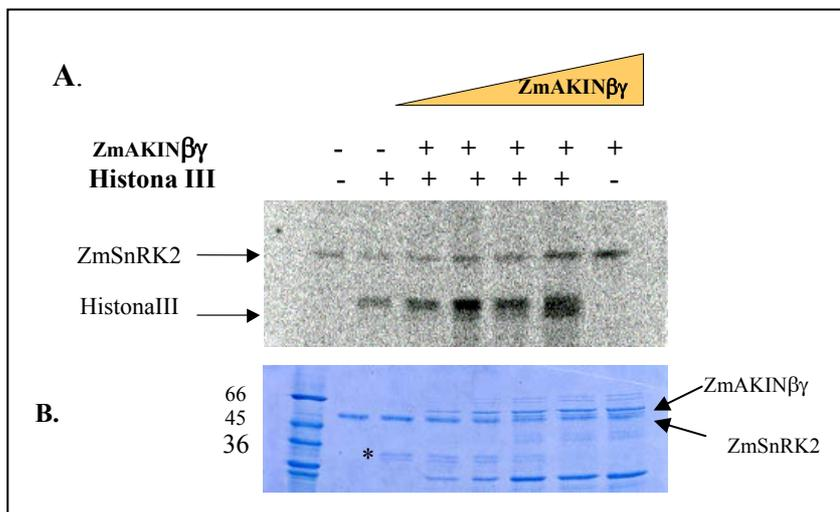 A.
ZmAKINβγ
ZmAKINβγ - - + + + + +
Histona III - + + + + + -
ZmSnRK2
HistonaIII
B.
66
45
36
*
ZmAKINβγ
ZmSnRK2